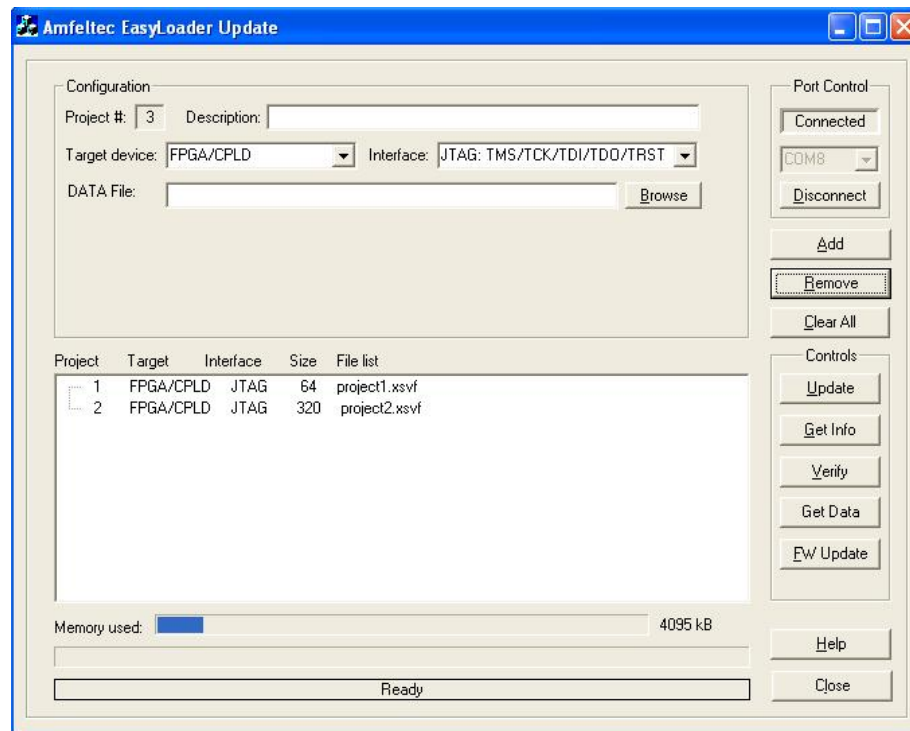 Amfeltec EasyLoader Update
Configuration
Project #: 3 Description:
Target device: FPGA/CPLD Interface: JTAG: TMS/TCK/TDI/TDO/TRST
DATA File: Browse
Port Control
Connected
COM8
Disconnect
Add
Remove
Clear All
Project Target Interface Size File list
1 FPGA/CPLD JTAG 64 project1.xsvf
2 FPGA/CPLD JTAG 320 project2.xsvf
Controls
Update
Get Info
Verify
Get Data
FW Update
Memory used: 4095 kB
Ready
Help
Close